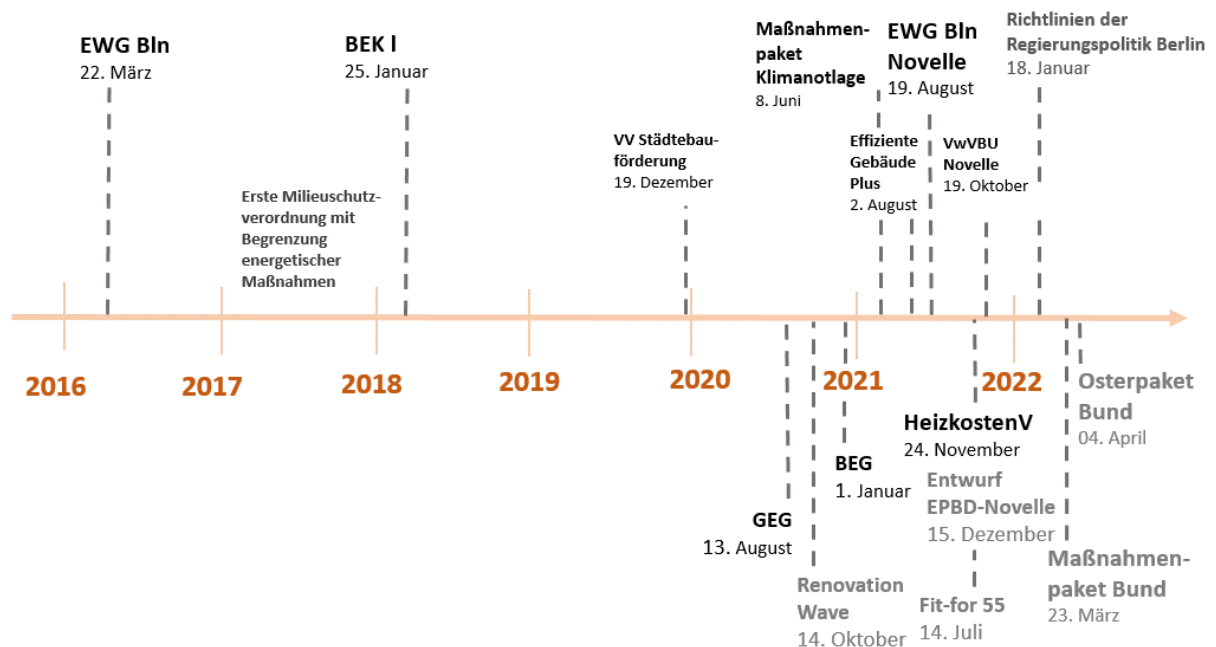 EWG Bln
22. März
BEK l
25. Januar
Erste Milieuschutz-
verordnung mit
Begrenzung
energetischer
Maßnahmen
VV Städtebau-
förderung
19. Dezember
Maßnahmen-
paket
Klimanotlage
8. Juni
Effiziente
Gebäude
Plus
2. August
EWG Bln
Novelle
19. August
VwVBU
Novelle
19. Oktober
Richtlinien der
Regierungspolitik Berlin
18. Januar
2016
2017
2018
2019
2020
2021
2022
GEG
13. August
Renovation
Wave
14. Oktober
BEG
1. Januar
HeizkostenV
24. November
Entwurf
EPBD-Novelle
15. Dezember
Fit-for 55
14. Juli
Osterpaket
Bund
04. April
Maßnahmen-
paket Bund
23. März